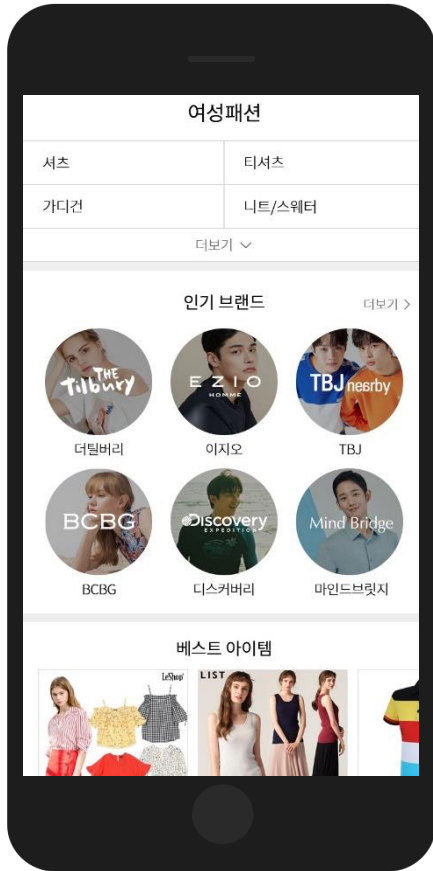 여성패션
셔츠 티셔츠
가디건 니트/스웨터
더보기
인기 브랜드 더보기
THE
Tilbury
EZIO
HOMME
TBJ nearby
더틸버리 이지오 TBJ
BCBG
Discovery
EXPEDITION
Mind Bridge
BCBG 디스커버리 마인드브릿지
베스트 아이템
LeShop
LIST